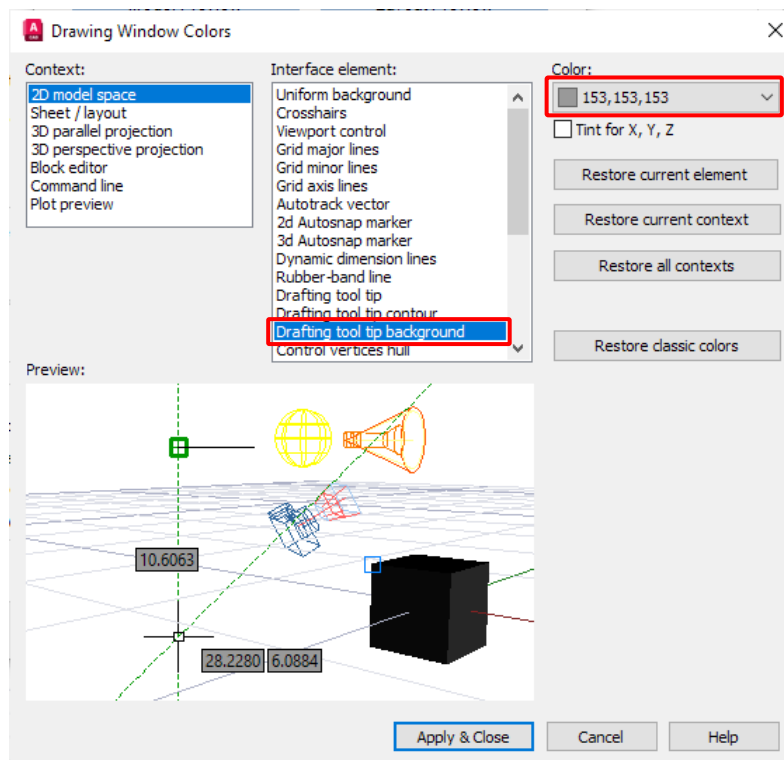 Drawing Window Colors
Context:
2D model space
Sheet / layout
3D parallel projection
3D perspective projection
Block editor
Command line
Plot preview
Interface element:
Uniform background
Crosshairs
Viewport control
Grid major lines
Grid minor lines
Grid axis lines
Autotrack vector
2d Autosnap marker
3d Autosnap marker
Dynamic dimension lines
Rubber-band line
Drafting tool tip
Drafting tool tip contour
Drafting tool tip background
Control vertices hull
Color:
153,153,153
Tint for X, Y, Z
Restore current element
Restore current context
Restore all contexts
Restore classic colors
Preview:
10.6063
28.2280 6.0884
Apply & Close
Cancel
Help